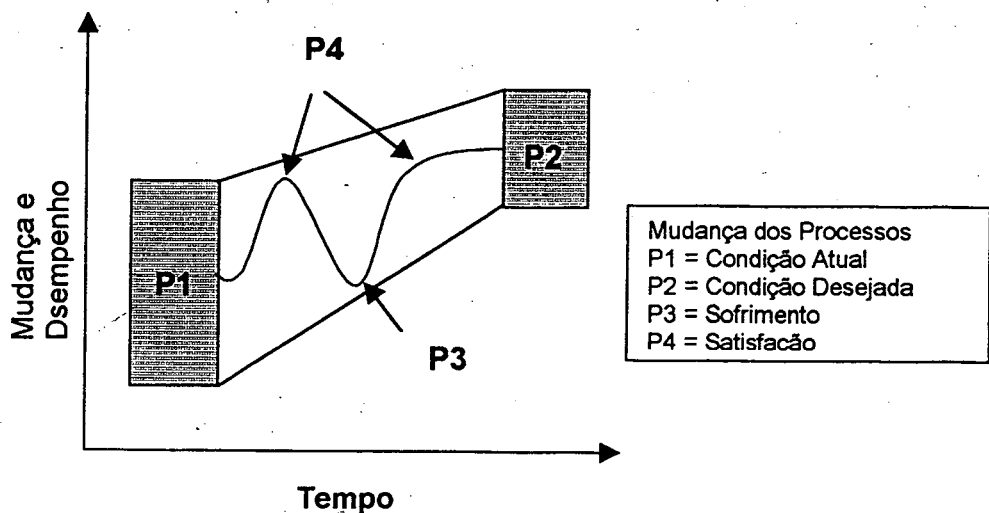 P4
P2
Mudança e
Dsempenho
P1
P3
Tempo
Mudança dos Processos
P1 = Condição Atual
P2 = Condição Desejada
P3 = Sofrimento
P4 = Satisfacão